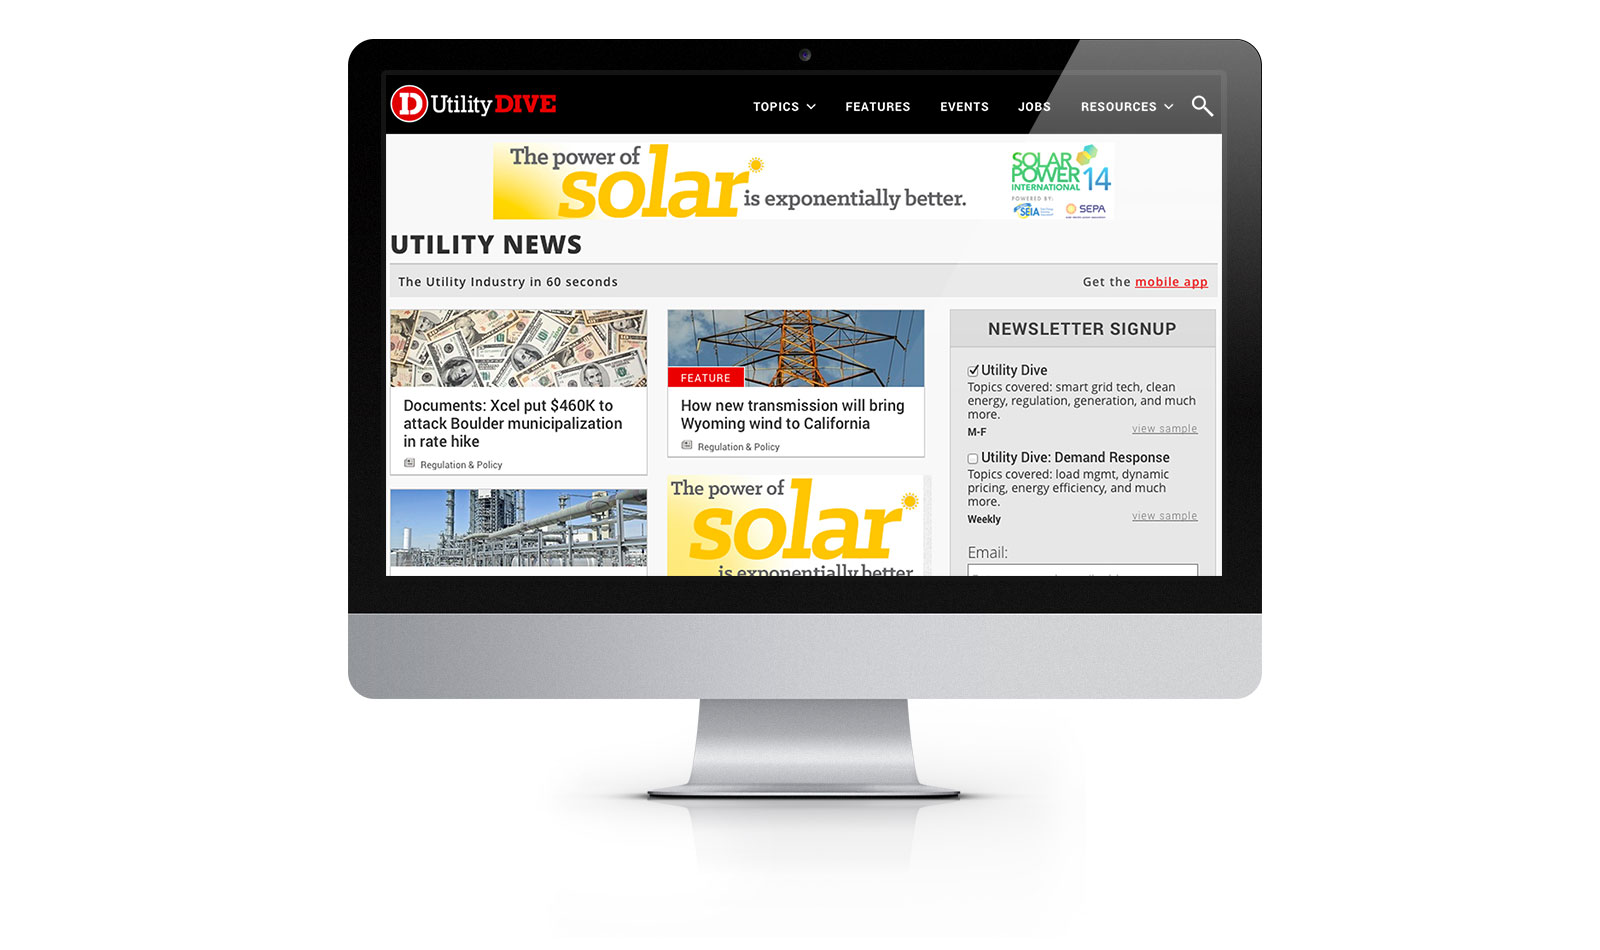 D Utility DIVE
TOPICS FEATURES EVENTS JOBS RESOURCES
The power of
solar
is exponentially better.
SOLAR
POWER
INTERNATIONAL 14
POWERED BY:
SEIA SEPA
UTILITY NEWS
The Utility Industry in 60 seconds
Get the mobile app
Documents: Xcel put $460K to
attack Boulder municipalization
in rate hike
Regulation & Policy
FEATURE
How new transmission will bring
Wyoming wind to California
Regulation & Policy
The power of
solar
is exponentially better
NEWSLETTER SIGNUP
Utility Dive
Topics covered: smart grid tech, clean
energy, regulation, generation, and much
more.
M-F
view sample
Utility Dive: Demand Response
Topics covered: load mgmt, dynamic
pricing, energy efficiency, and much
more.
Weekly
view sample
Email: